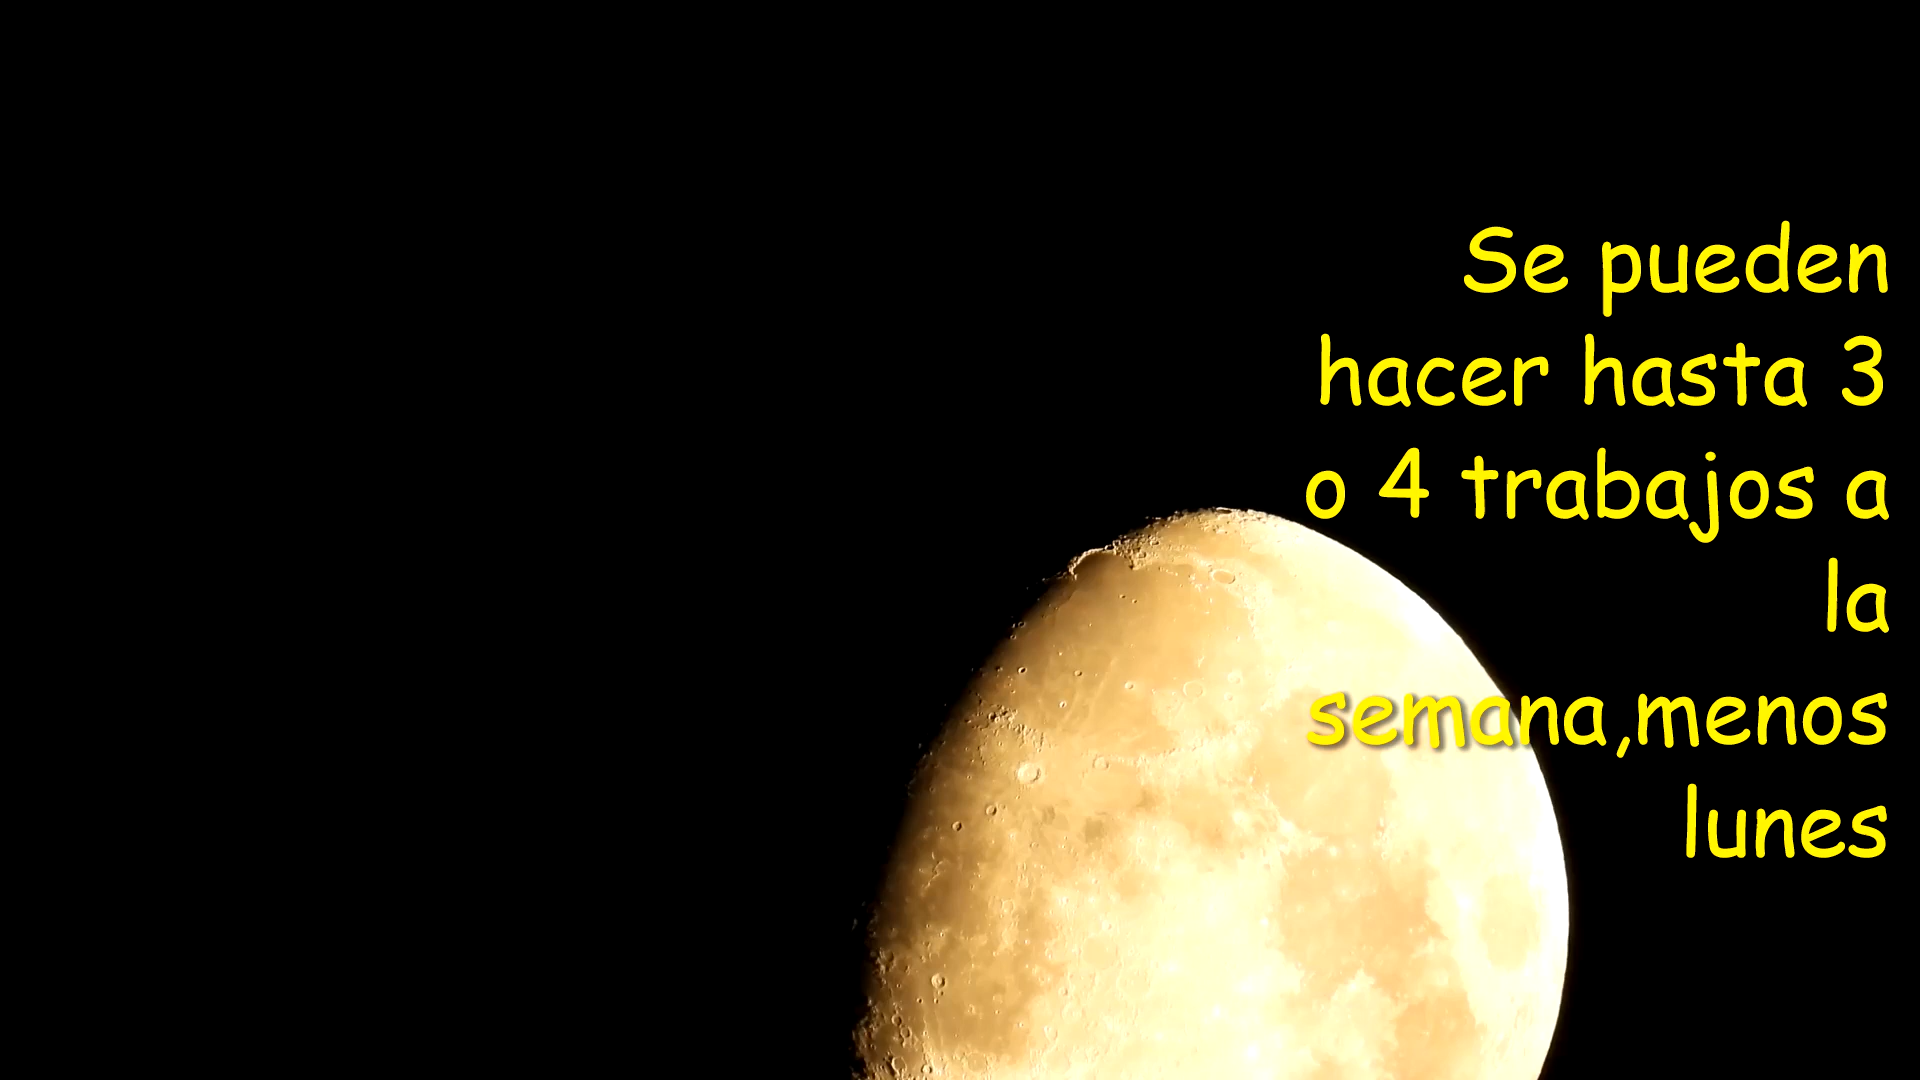 Se pueden
hacer hasta 3
o 4 trabajos a
la
semana,menos
lunes